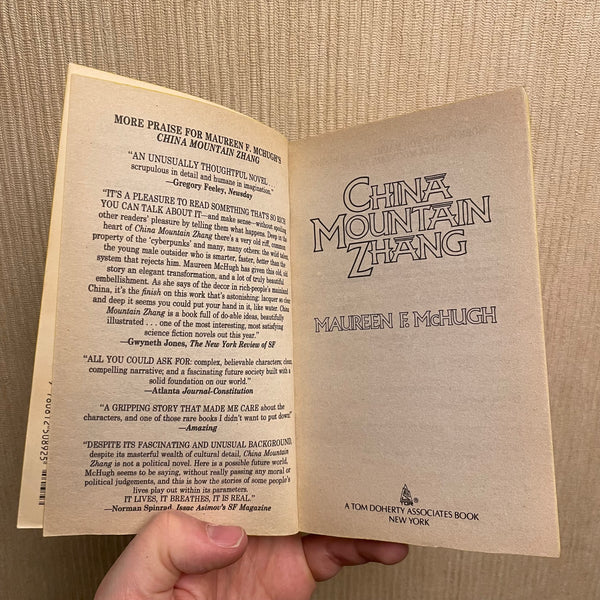 MORE PRAISE FOR MAUREEN F. MCHUGH'S
CHINA MOUNTAIN ZHANG
"AN UNUSUALLY THOUGHTFUL NOVEL...
scrupulous in detail and humane in imagination."
—Gregory Feeley, Newsday
"IT'S A PLEASURE TO READ SOMETHING THAT'S SO RICH
YOU CAN TALK ABOUT IT—and make sense—without spoiling
other readers' pleasure by telling them what happens. Deep in the
heart of China Mountain Zhang there's a very old riff, common
property of the 'cyberpunks' and many, many others: the wild talent,
the young male outsider who is smarter, faster, better than the
system that rejects him. Maureen McHugh has given this old, old
story an elegant transformation, and a lot of truly beautiful
embellishment. As she says of the decor in rich-people's mainland
China, it's the finish on this work that's astonishing: lacquer so clear
and deep it seems you could put your hand in it, like water. China
Mountain Zhang is a book full of do-able ideas, beautifully
illustrated . . . one of the most interesting, most satisfying
science fiction novels out this year."
—Gwyneth Jones, The New York Review of SF
"ALL YOU COULD ASK FOR: complex, believable characters; clean,
compelling narrative; and a fascinating future society built with a
solid foundation on our world."
—Atlanta Journal-Constitution
"A GRIPPING STORY THAT MADE ME CARE about the
characters, and one of those rare books I didn't want to put down"
—Amazing
"DESPITE ITS FASCINATING AND UNUSUAL BACKGROUND,
despite its masterful wealth of cultural detail, China Mountain
Zhang is not a political novel. Here is a possible future world,
McHugh seems to be saying, without really passing any moral or
political judgements, and this is how the stories of some people's
lives play out within its parameters.
IT LIVES, IT BREATHES, IT IS REAL."
—Norman Spinrad, Isaac Asimov's SF Magazine
CHINA
MOUNTAIN
ZHANG
MAUREEN F. McHUGH
A TOM DOHERTY ASSOCIATES BOOK
NEW YORK